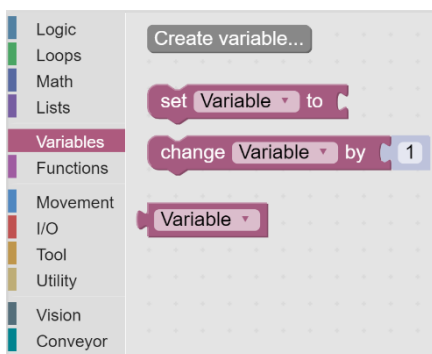 Logic
Loops
Math
Lists
Variables
Functions
Movement
I/O
Tool
Utility
Vision
Conveyor
Create variable...
set Variable to
change Variable by 1
Variable